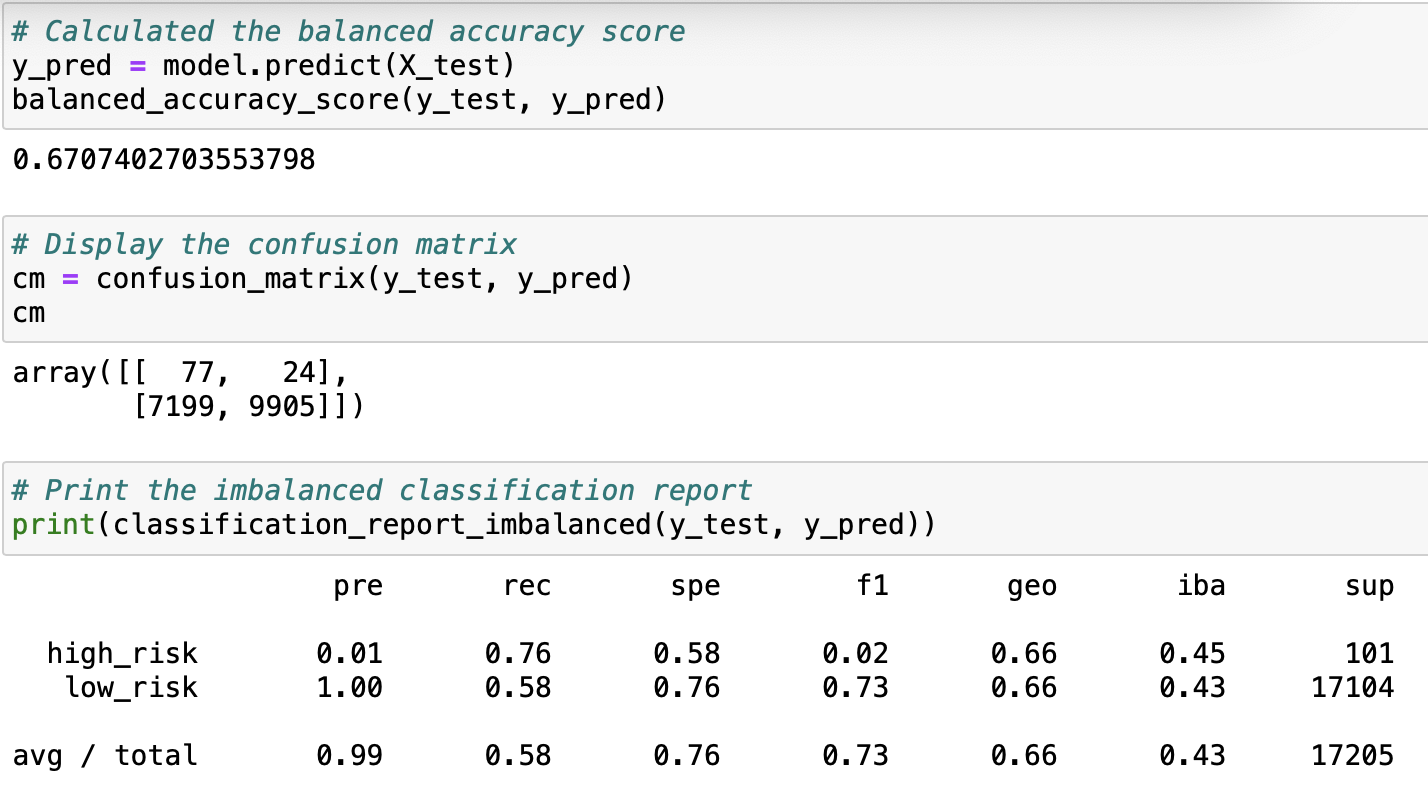 # Calculated the balanced accuracy score
y_pred = model.predict(X_test)
balanced_accuracy_score(y_test, y_pred)
0.6707402703553798
# Display the confusion matrix
cm = confusion_matrix(y_test, y_pred)
cm
array([[  77,   24],
       [7199, 9905]])
# Print the imbalanced classification report
print(classification_report_imbalanced(y_test, y_pred))
                   pre       rec       spe        f1       geo       iba       sup
  high_risk       0.01      0.76      0.58      0.02      0.66      0.45       101
   low_risk       1.00      0.58      0.76      0.73      0.66      0.43     17104
avg / total       0.99      0.58      0.76      0.73      0.66      0.43     17205